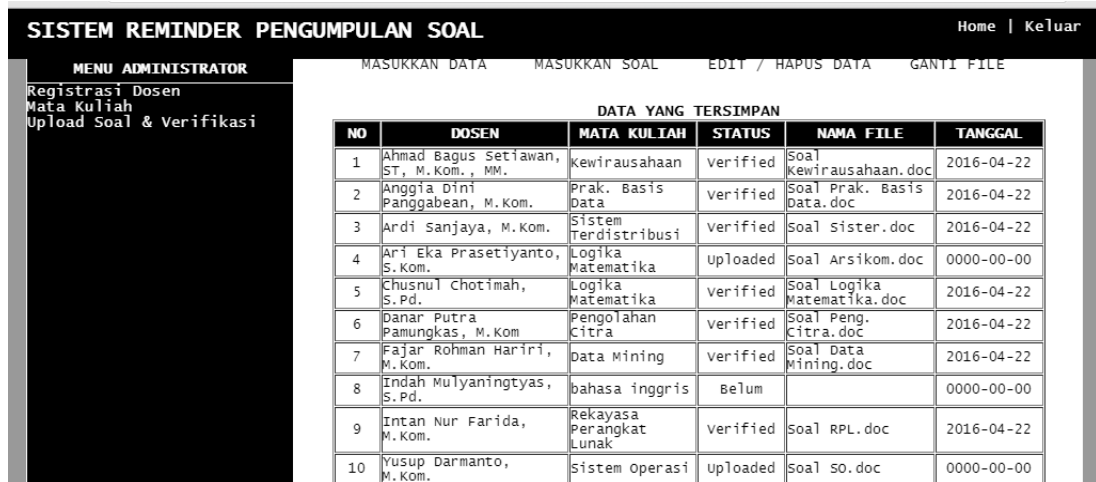 SISTEM REMINDER PENGUMPULAN SOAL
Home | Keluar
MENU ADMINISTRATOR
Registrasi Dosen
Mata Kuliah
Upload Soal & Verifikasi
MASUKKAN DATA MASUKKAN SOAL EDIT / HAPUS DATA GANTI FILE
DATA YANG TERSIMPAN
NO DOSEN MATA KULIAH STATUS NAMA FILE TANGGAL
1 Ahmad Bagus Setiawan, ST, M.Kom., MM. Kewirausahaan Verified Soal Kewirausahaan.doc 2016-04-22
2 Anggia Dini Panggabean, M.Kom. Prak. Basis Data Verified Soal Prak. Basis Data.doc 2016-04-22
3 Ardi Sanjaya, M.Kom. Sistem Terdistribusi Verified Soal Sister.doc 2016-04-22
4 Ari Eka Prasetiyanto, S.Kom. Logika Matematika Uploaded Soal Arsikom.doc 0000-00-00
5 Chusnul Chotimah, S.Pd. Logika Matematika Verified Soal Logika Matematika.doc 2016-04-22
6 Danar Putra Pamungkas, M.Kom Pengolahan Citra Verified Soal Peng. Citra.doc 2016-04-22
7 Fajar Rohman Hariri, M.Kom. Data Mining Verified Soal Data Mining.doc 2016-04-22
8 Indah Mulyaningtyas, S.Pd. bahasa inggris Belum 0000-00-00
9 Intan Nur Farida, M.Kom. Rekayasa Perangkat Lunak Verified Soal RPL.doc 2016-04-22
10 Yusup Darmanto, M.Kom. Sistem Operasi Uploaded Soal SO.doc 0000-00-00